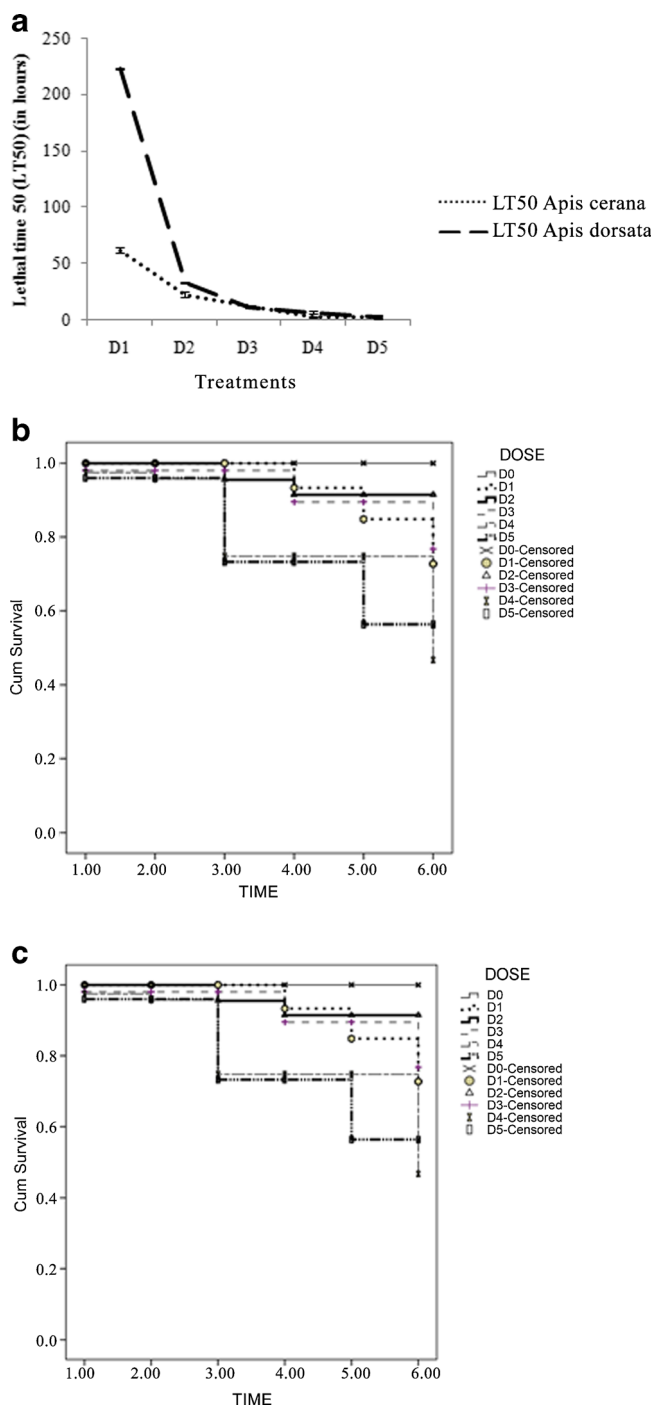 a
Lethal time 50 (LT50) (in hours)
250
200
150
100
50
0
D1 D2 D3 D4 D5
Treatments
LT50 Apis cerana
LT50 Apis dorsata
b
Cum Survival
1.0
0.8
0.6
0.4
0.2
0.0
1.00 2.00 3.00 4.00 5.00 6.00
TIME
DOSE
D0
D1
D2
D3
D4
D5
D0-Censored
D1-Censored
D2-Censored
D3-Censored
D4-Censored
D5-Censored
c
Cum Survival
1.0
0.8
0.6
0.4
0.2
0.0
1.00 2.00 3.00 4.00 5.00 6.00
TIME
DOSE
D0
D1
D2
D3
D4
D5
D0-Censored
D1-Censored
D2-Censored
D3-Censored
D4-Censored
D5-Censored